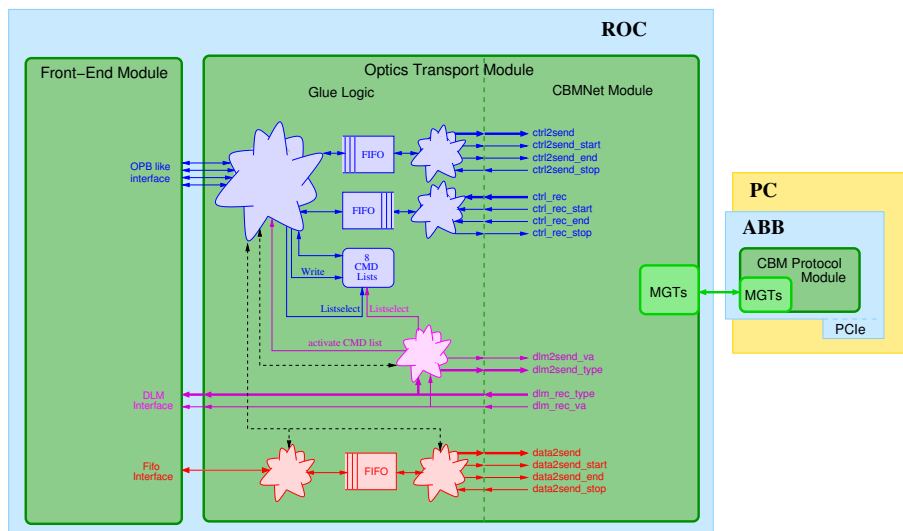 ROC
Front−End Module
Optics Transport Module
Glue Logic
CBMNet Module
OPB like
interface
FIFO
ctrl2send
ctrl2send_start
ctrl2send_end
ctrl2send_stop
FIFO
ctrl_rec
ctrl_rec_start
ctrl_rec_end
ctrl_rec_stop
8
CMD
Lists
Write
Listselect
Listselect
activate CMD list
dlm2send_va
dlm2send_type
DLM
Interface
dlm_rec_type
dlm_rec_va
Fifo
Interface
FIFO
data2send
data2send_start
data2send_end
data2send_stop
MGTs
PC
ABB
CBM Protocol
Module
MGTs
PCIe